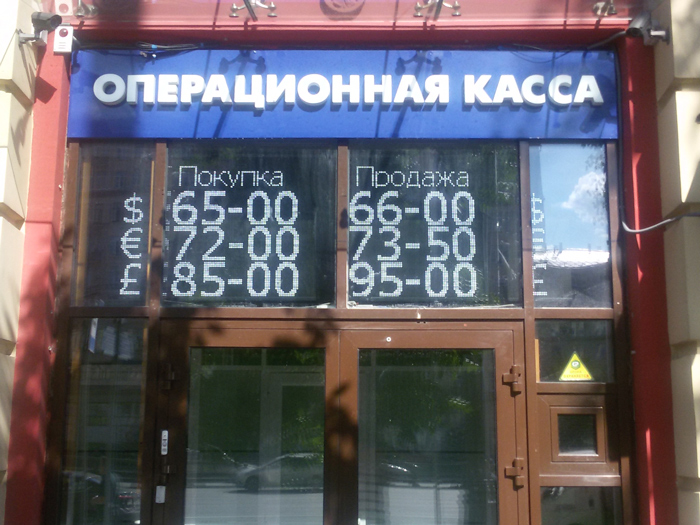 ОПЕРАЦИОННАЯ КАССА
Покупка Продажа
$ 65-00 66-00 $
€ 72-00 73-50 €
£ 85-00 95-00 £